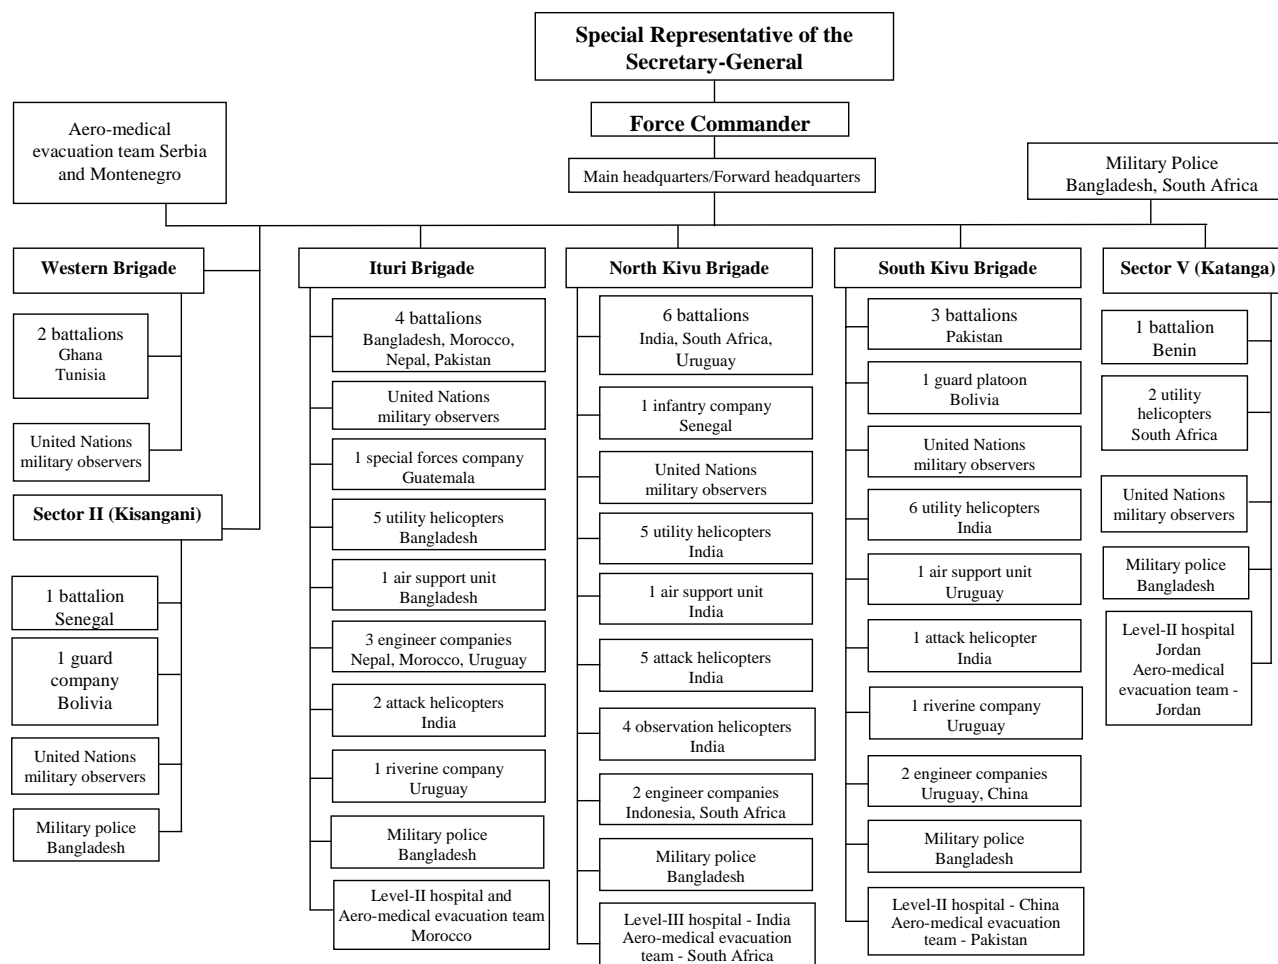 Special Representative of the
Secretary-General
Force Commander
Main headquarters/Forward headquarters
Aero-medical
evacuation team Serbia
and Montenegro
Military Police
Bangladesh, South Africa
Western Brigade
2 battalions
Ghana
Tunisia
United Nations
military observers
Sector II (Kisangani)
1 battalion
Senegal
1 guard
company
Bolivia
United Nations
military observers
Military police
Bangladesh
Ituri Brigade
4 battalions
Bangladesh, Morocco,
Nepal, Pakistan
United Nations
military observers
1 special forces company
Guatemala
5 utility helicopters
Bangladesh
1 air support unit
Bangladesh
3 engineer companies
Nepal, Morocco, Uruguay
2 attack helicopters
India
1 riverine company
Uruguay
Military police
Bangladesh
Level-II hospital and
Aero-medical evacuation team
Morocco
North Kivu Brigade
6 battalions
India, South Africa,
Uruguay
1 infantry company
Senegal
United Nations
military observers
5 utility helicopters
India
1 air support unit
India
5 attack helicopters
India
4 observation helicopters
India
2 engineer companies
Indonesia, South Africa
Military police
Bangladesh
Level-III hospital - India
Aero-medical evacuation
team - South Africa
South Kivu Brigade
3 battalions
Pakistan
1 guard platoon
Bolivia
United Nations
military observers
6 utility helicopters
India
1 air support unit
Uruguay
1 attack helicopter
India
1 riverine company
Uruguay
2 engineer companies
Uruguay, China
Military police
Bangladesh
Level-II hospital - China
Aero-medical evacuation
team - Pakistan
Sector V (Katanga)
1 battalion
Benin
2 utility
helicopters
South Africa
United Nations
military observers
Military police
Bangladesh
Level-II hospital
Jordan
Aero-medical
evacuation team -
Jordan